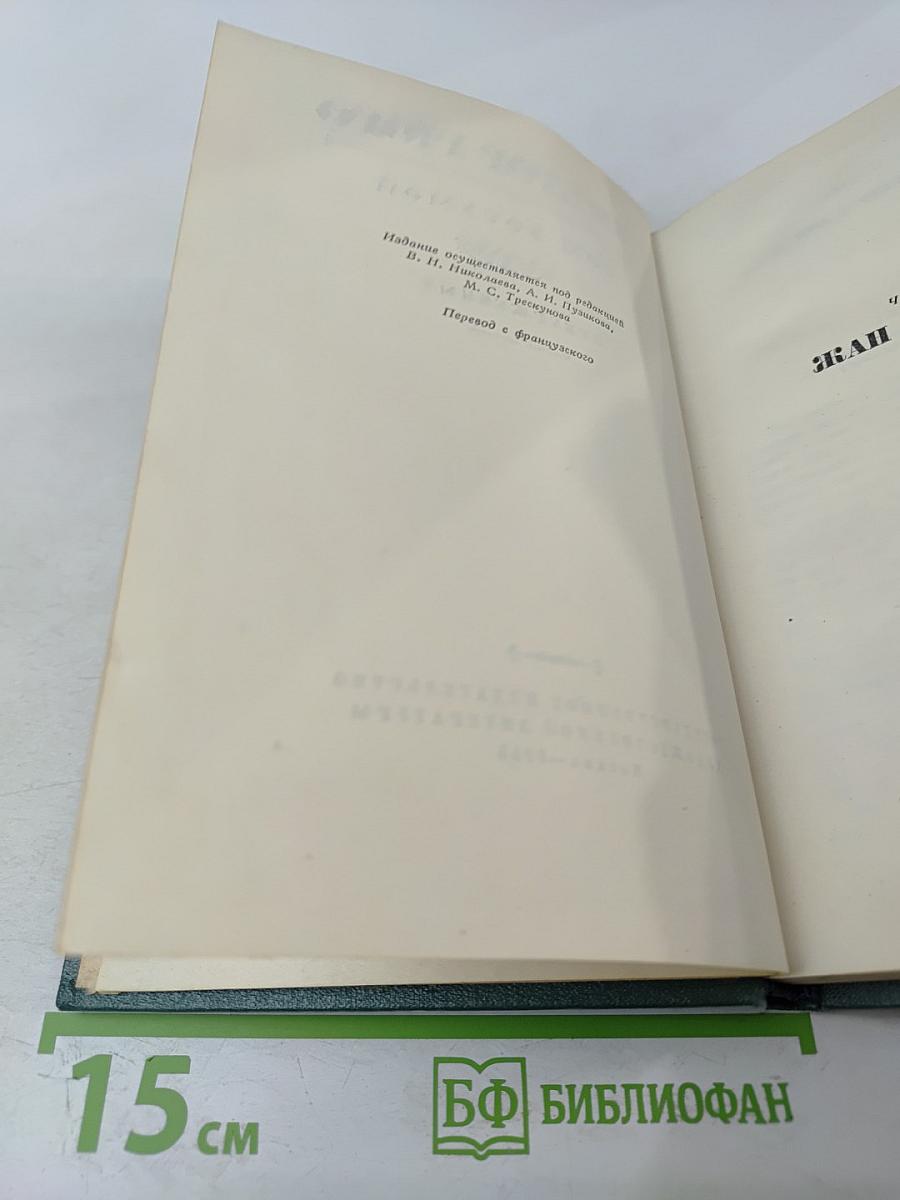 Издание осуществляется под редакцией
В. Н. Николаева, А. И. Пузикова,
М. С. Трескунова
Перевод с французского
Ч
ЖАН
15 см
БФ БИБЛИОФАН